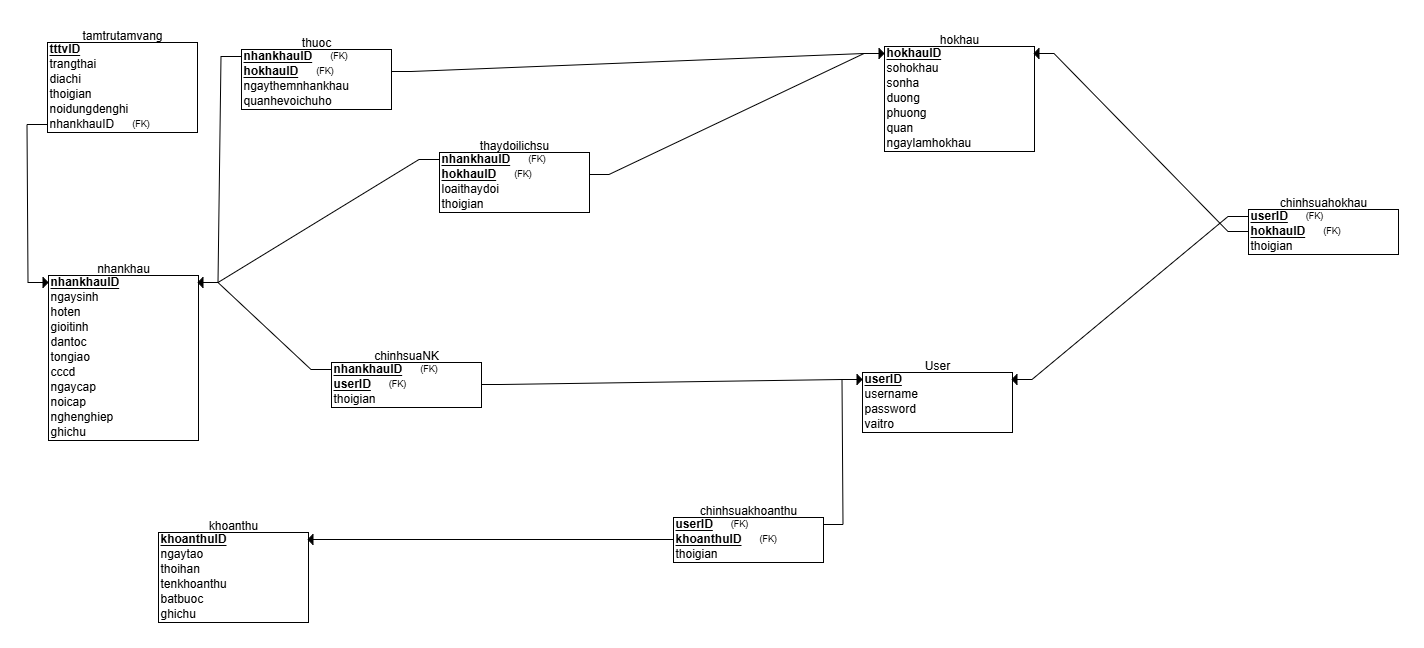 tamtrutamvang
tttvID
trangthai
diachi
thoigian
noidungdenghi
nhankhauID (FK)
thuoc
nhankhauID (FK)
hokhauID (FK)
ngaythemnhankhau
quanhevoichuho
hokhau
hokhauID
sohokhau
sonha
duong
phuong
quan
ngaylamhokhau
thaydoilichsu
nhankhauID (FK)
hokhauID (FK)
loaithaydoi
thoigian
chinhsuahokhau
userID (FK)
hokhauID (FK)
thoigian
nhankhau
nhankhauID
ngaysinh
hoten
gioitinh
dantoc
tongiao
cccd
ngaycap
noicap
nghenghiep
ghichu
chinhsuaNK
nhankhauID (FK)
userID (FK)
thoigian
User
userID
username
password
vaitro
chinhsuakhoanthu
userID (FK)
khoanthuID (FK)
thoigian
khoanthu
khoanthuID
ngaytao
thoihan
tenkhoanthu
batbuoc
ghichu